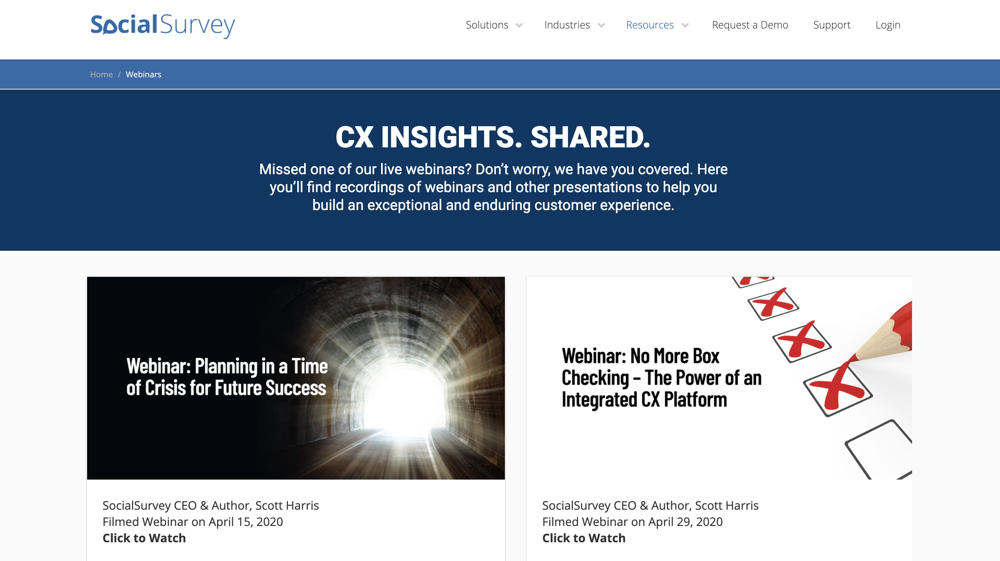 SocialSurvey
Solutions Industries Resources Request a Demo Support Login
Home / Webinars
CX INSIGHTS. SHARED.
Missed one of our live webinars? Don’t worry, we have you covered. Here
you’ll find recordings of webinars and other presentations to help you
build an exceptional and enduring customer experience.
Webinar: Planning in a Time
of Crisis for Future Success
SocialSurvey CEO & Author, Scott Harris
Filmed Webinar on April 15, 2020
Click to Watch
Webinar: No More Box
Checking – The Power of an
Integrated CX Platform
SocialSurvey CEO & Author, Scott Harris
Filmed Webinar on April 29, 2020
Click to Watch